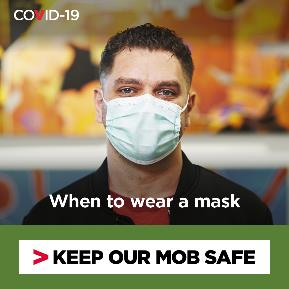 COVID-19
When to wear a mask
> KEEP OUR MOB SAFE